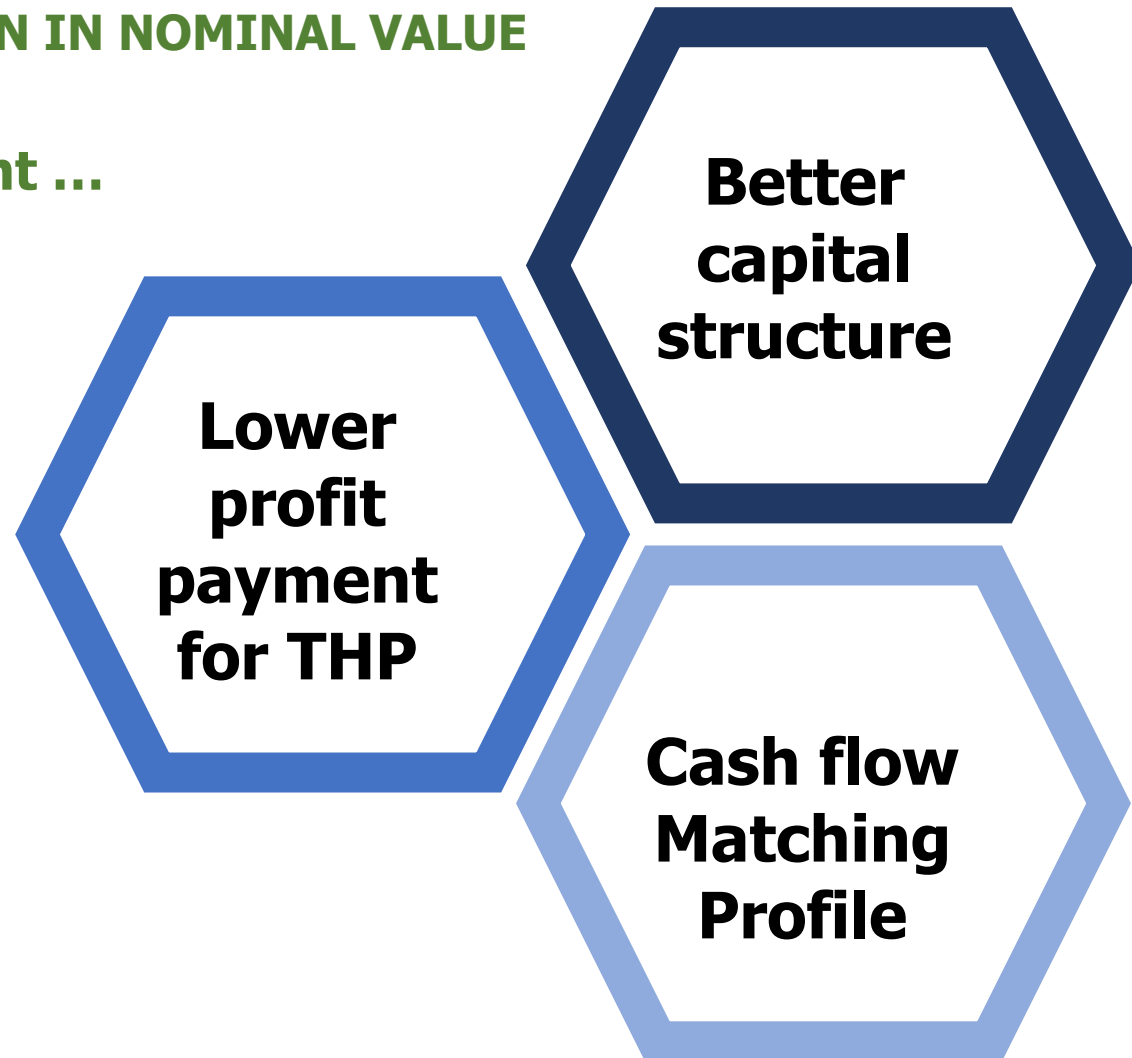 N IN NOMINAL VALUE
nt ...
Better
capital
structure
Lower
profit
payment
for THP
Cash flow
Matching
Profile